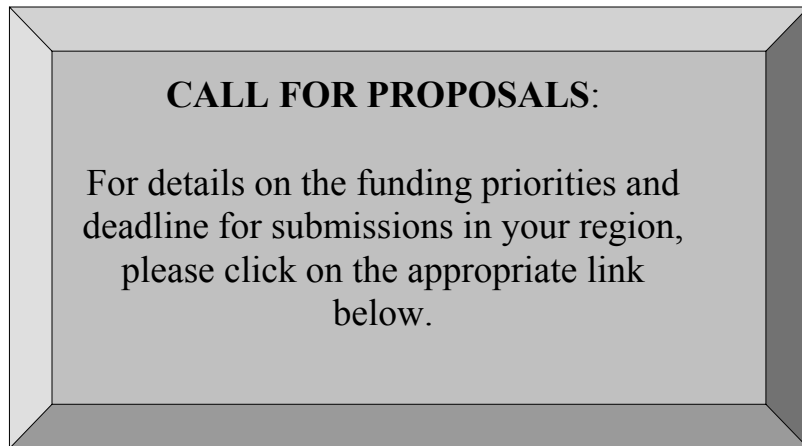 CALL FOR PROPOSALS:
For details on the funding priorities and
deadline for submissions in your region,
please click on the appropriate link
below.